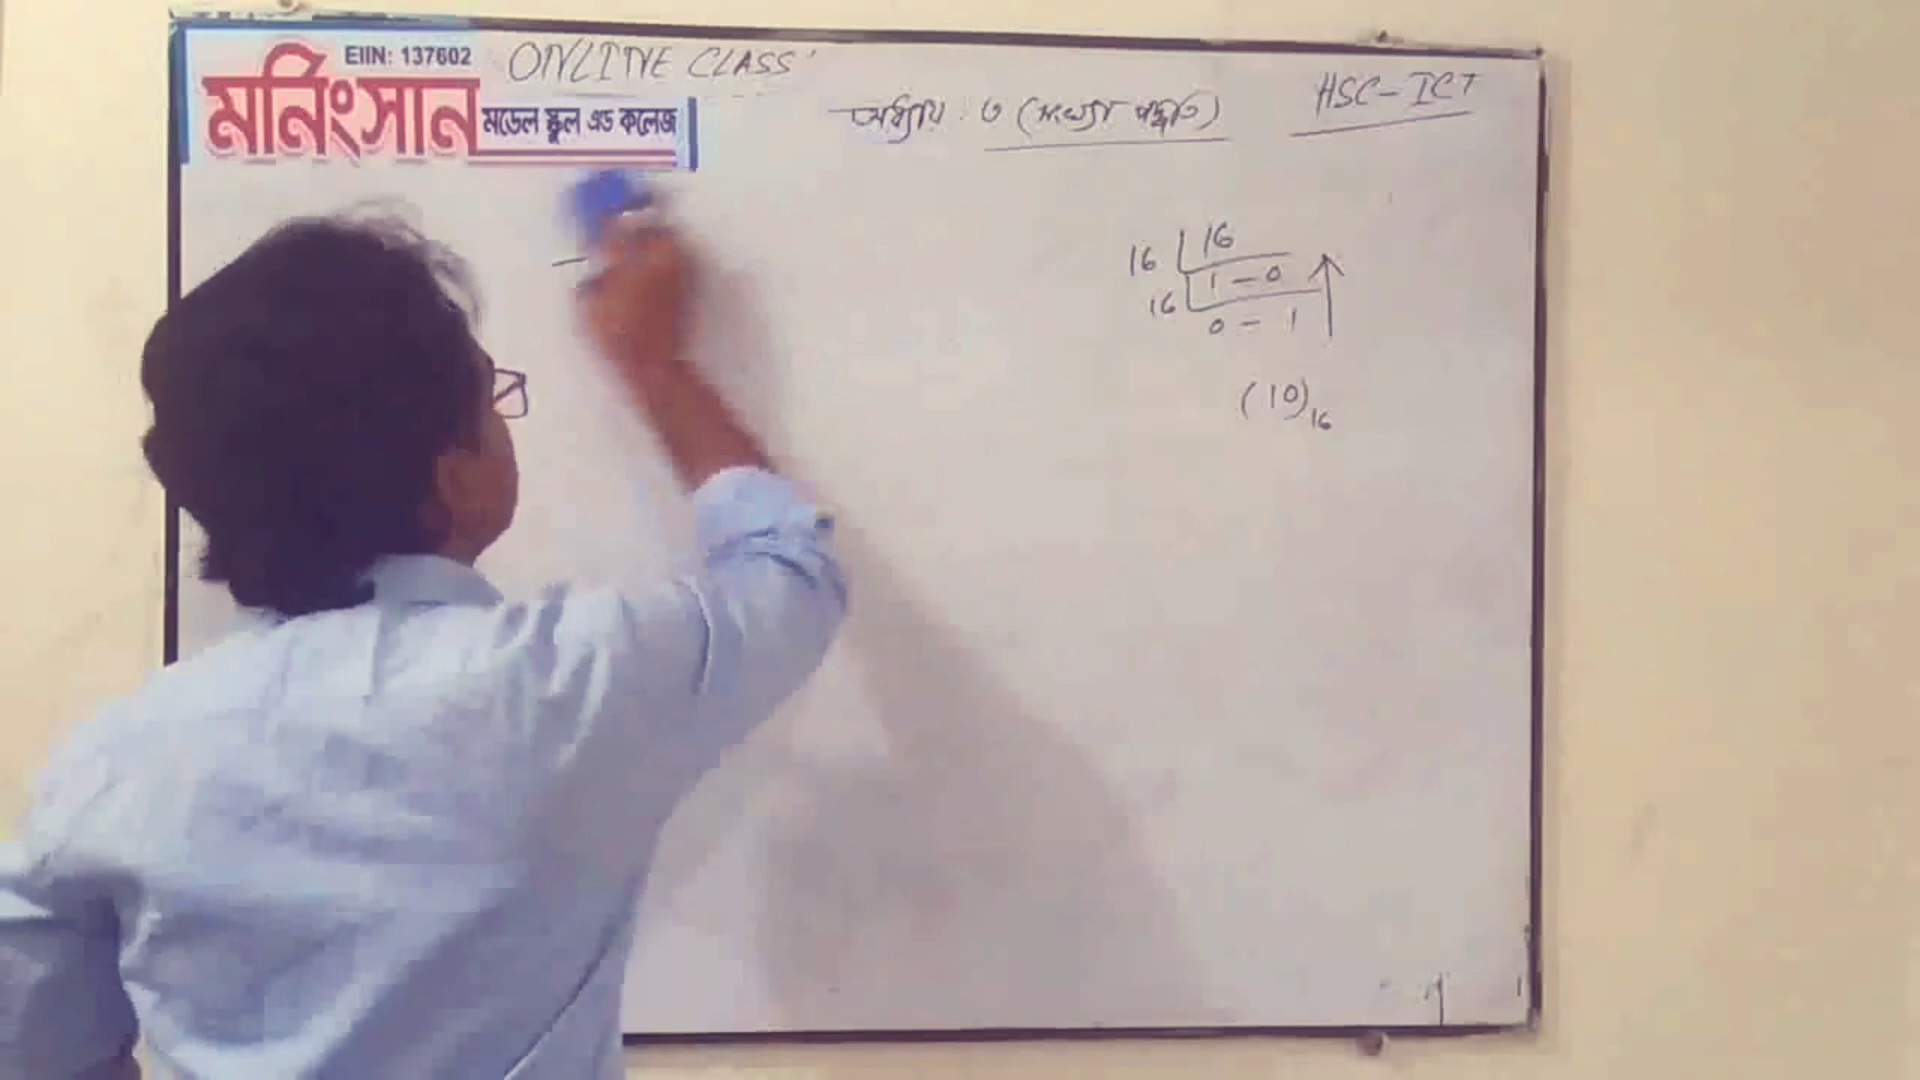 EIIN: 137602
মর্নিংসান মডেল স্কুল এন্ড কলেজ
ONLINE CLASS
অধ্যায় : ৩ (সংখ্যা পদ্ধতি)
HSC-ICT
16 16
16 1 - 0
0 - 1
(10)16